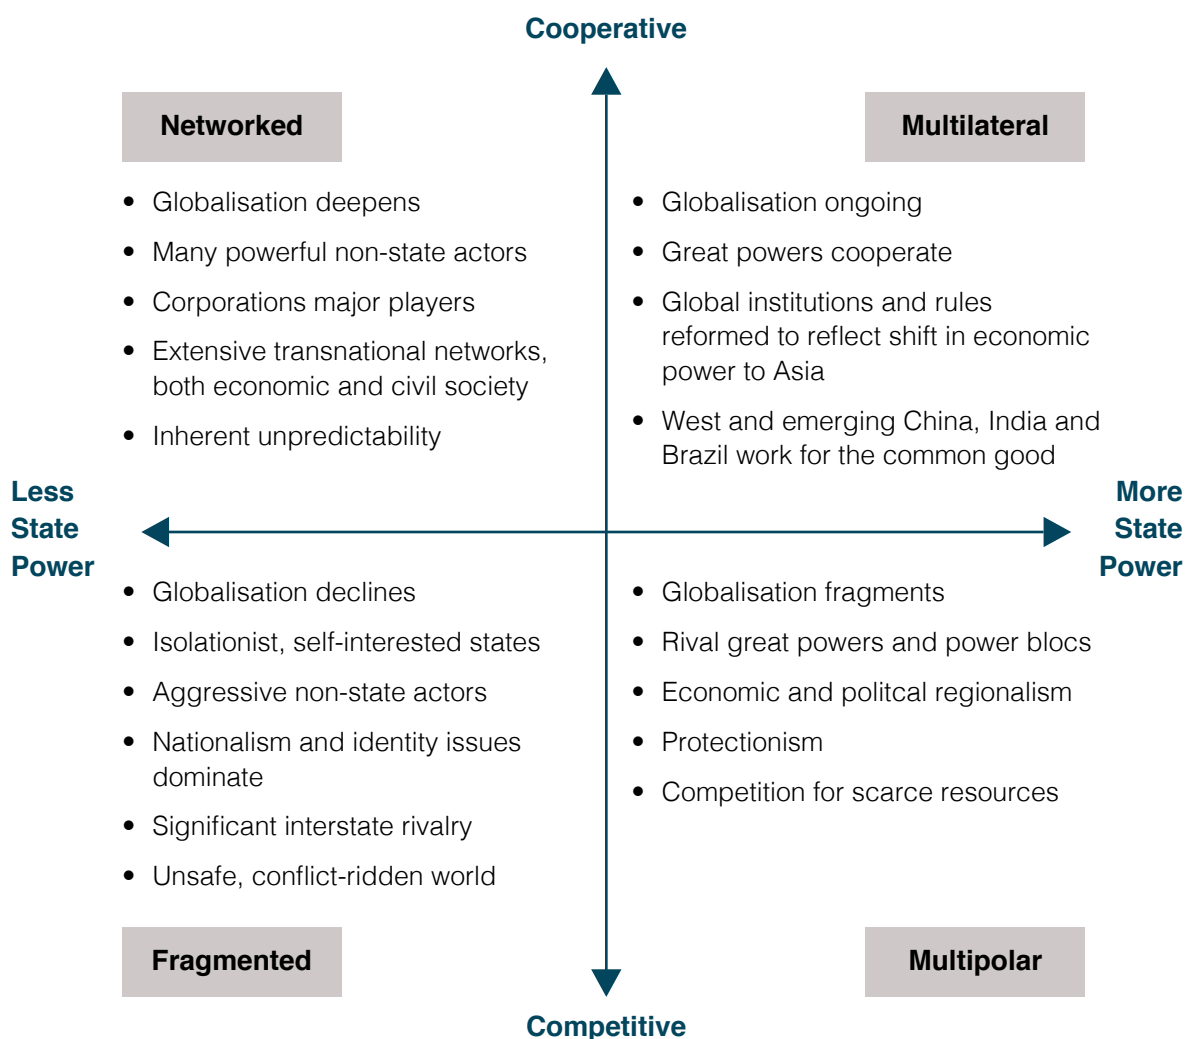 Cooperative
Networked
• Globalisation deepens
• Many powerful non-state actors
• Corporations major players
• Extensive transnational networks,
both economic and civil society
• Inherent unpredictability
Multilateral
• Globalisation ongoing
• Great powers cooperate
• Global institutions and rules
reformed to reflect shift in economic
power to Asia
• West and emerging China, India and
Brazil work for the common good
Less
State
Power
More
State
Power
• Globalisation declines
• Isolationist, self-interested states
• Aggressive non-state actors
• Nationalism and identity issues
dominate
• Significant interstate rivalry
• Unsafe, conflict-ridden world
Fragmented
• Globalisation fragments
• Rival great powers and power blocs
• Economic and politcal regionalism
• Protectionism
• Competition for scarce resources
Multipolar
Competitive